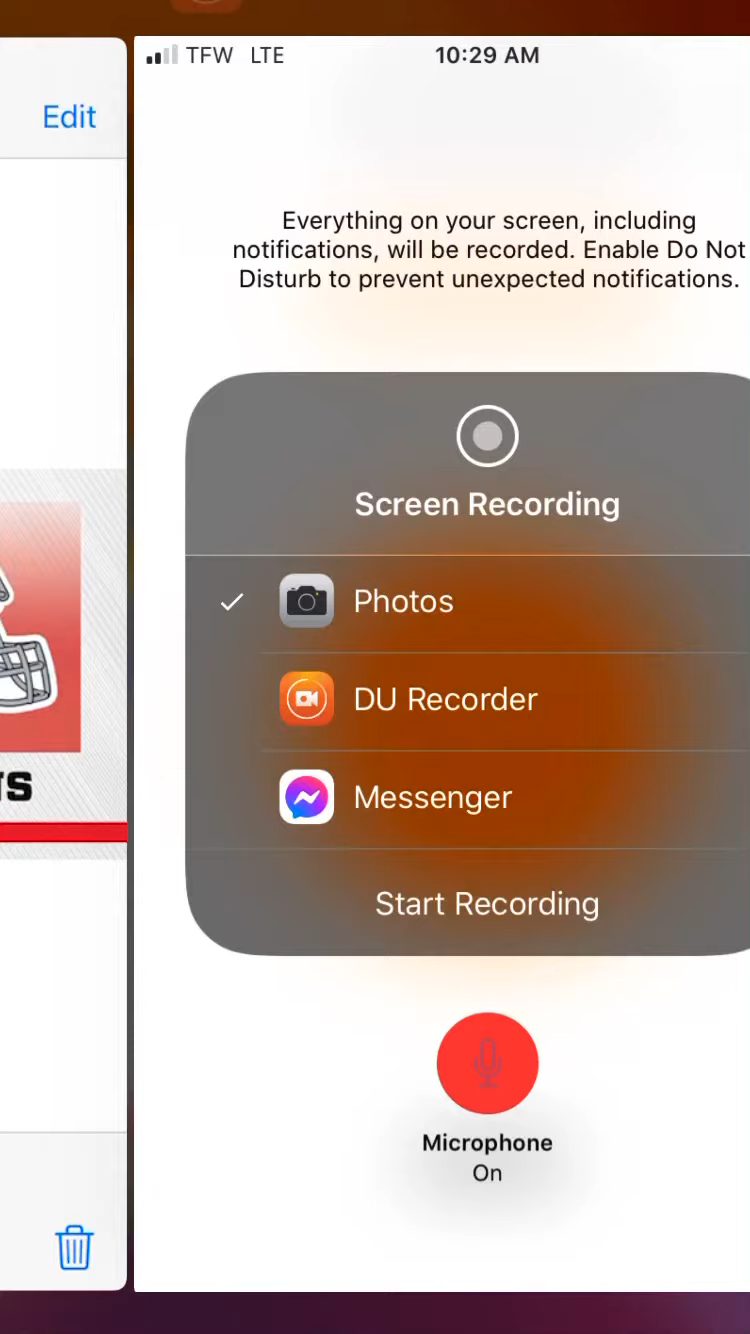 TFW LTE 10:29 AM
Edit
Everything on your screen, including
notifications, will be recorded. Enable Do Not
Disturb to prevent unexpected notifications.
Screen Recording
Photos
DU Recorder
Messenger
Start Recording
Microphone
On